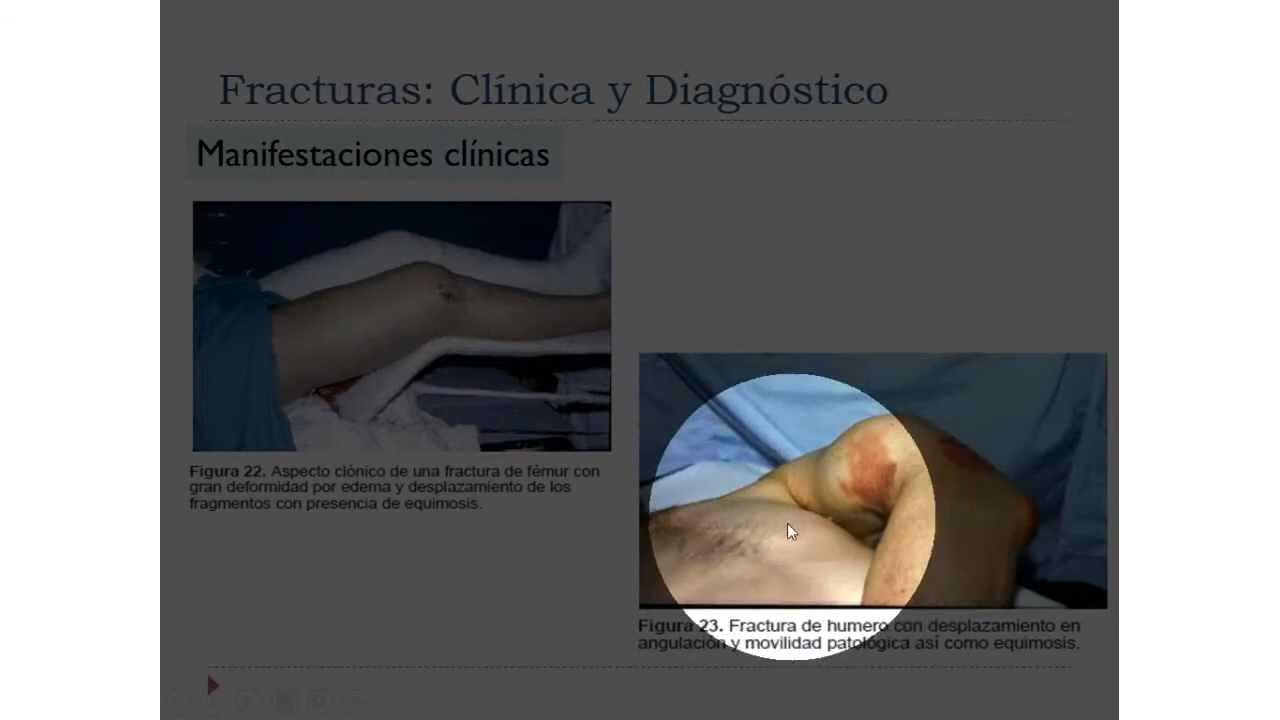 Fracturas: Clínica y Diagnóstico
Manifestaciones clínicas
Figura 22. Aspecto clónico de una fractura de fémur con
gran deformidad por edema y desplazamiento de los
fragmentos con presencia de equimosis.
Figura 23. Fractura de humero con desplazamiento en
angulación y movilidad patológica así como equimosis.